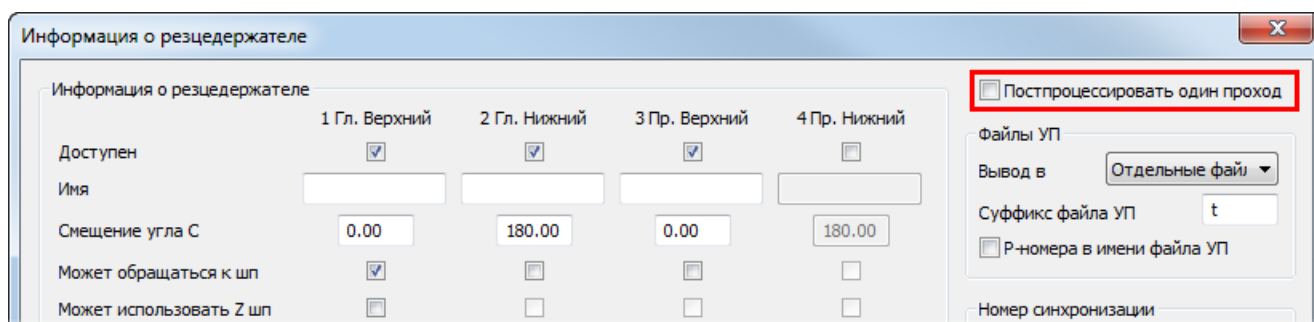 Информация о резцедержателе
Информация о резцедержателе
1 Гл. Верхний 2 Гл. Нижний 3 Пр. Верхний 4 Пр. Нижний
Доступен
Имя
Смещение угла C 0.00 180.00 0.00 180.00
Может обращаться к шп
Может использовать Z шп
Постпроцессировать один проход
Файлы УП
Вывод в Отдельные фай
Суффикс файла УП t
P-номера в имени файла УП
Номер синхронизации